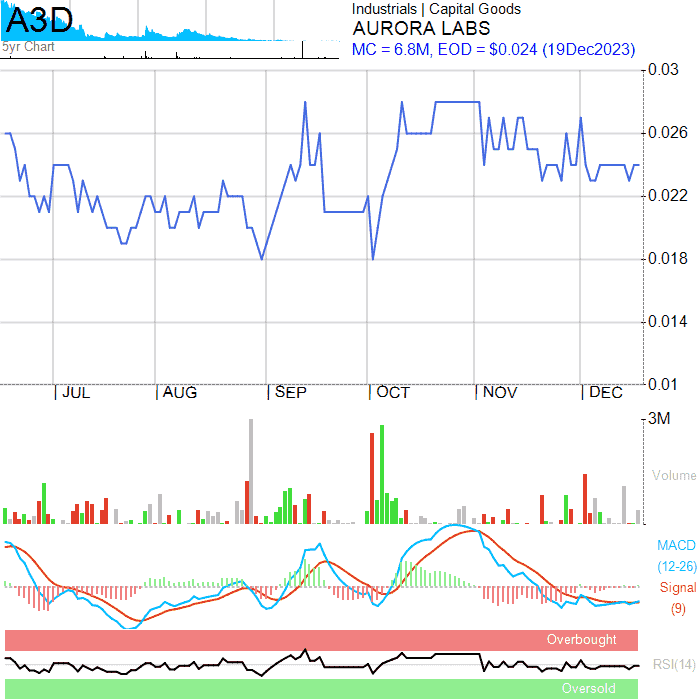 A3D
5yr Chart
Industrials | Capital Goods
AURORA LABS
MC = 6.8M, EOD = $0.024 (19Dec2023)
0.03
0.026
0.022
0.018
0.014
0.01
| JUL | AUG | SEP | OCT | NOV | DEC
3M
Volume
MACD
(12-26)
Signal
(9)
Overbought
RSI(14)
Oversold